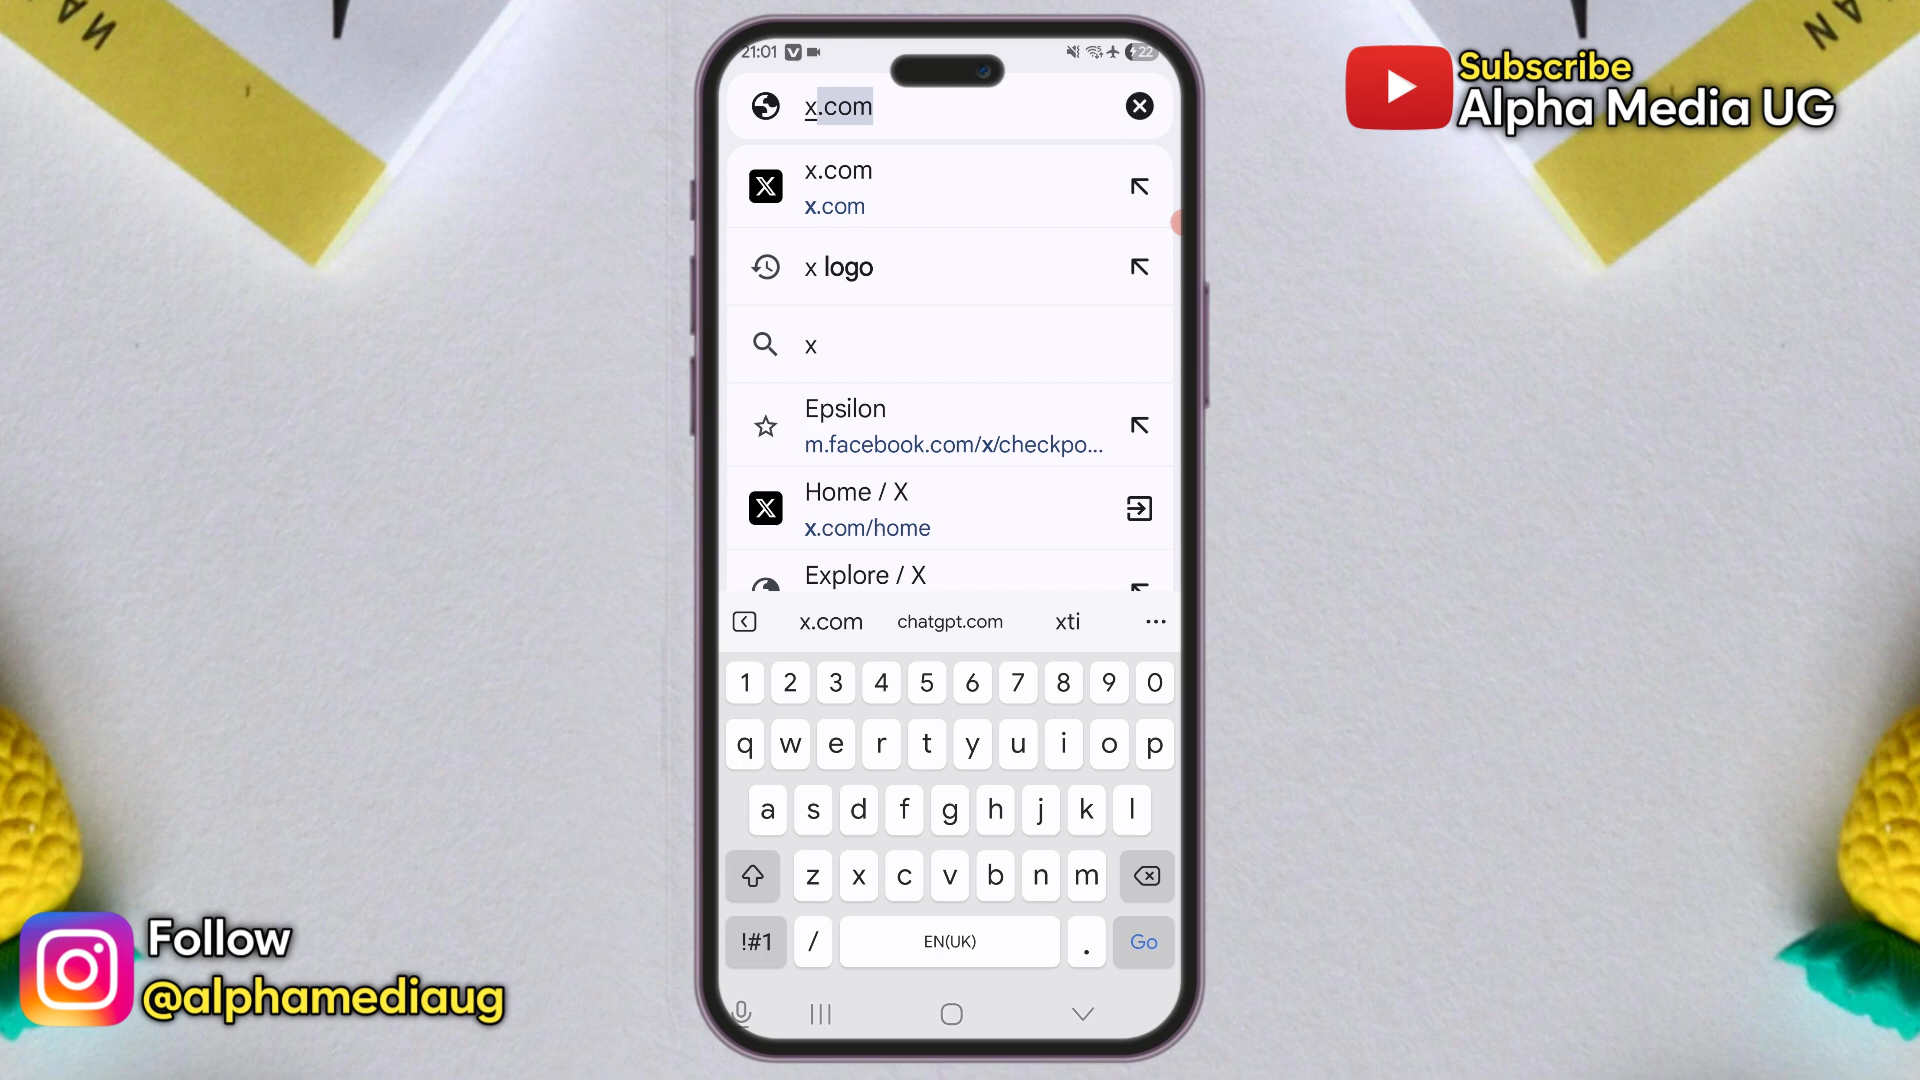 21:01
22
x.com
x.com
x.com
x logo
x
Epsilon
m.facebook.com/x/checkpo...
Home / X
x.com/home
Explore / X
x.com chatgpt.com xti ...
1 2 3 4 5 6 7 8 9 0
q w e r t y u i o p
a s d f g h j k l
z x c v b n m
!#1 / EN(UK) . Go
Subscribe
Alpha Media UG
Follow
@alphamediaug